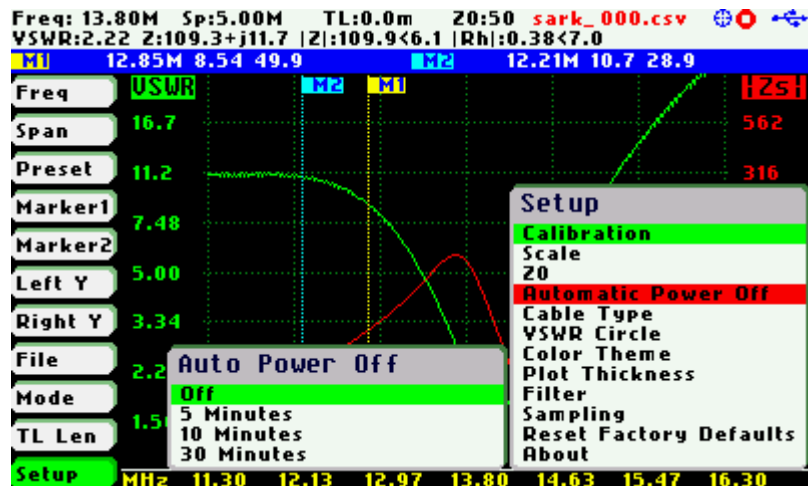 Freq: 13.80M Sp:5.00M TL:0.0m Z0:50 sark_000.csv
VSWR:2.22 Z:109.3+j11.7 |Z|:109.9<6.1 |Rh|:0.38<7.0
M1 12.85M 8.54 49.9 M2 12.21M 10.7 28.9
Freq
Span
Preset
Marker1
Marker2
Left Y
Right Y
File
Mode
TL Len
Setup
VSWR M2 M1 |Zs|
16.7 562
11.2 316
7.48
5.00
3.34
2.2
1.5
Setup
Calibration
Scale
Z0
Automatic Power Off
Cable Type
VSWR Circle
Color Theme
Plot Thickness
Filter
Sampling
Reset Factory Defaults
About
Auto Power Off
Off
5 Minutes
10 Minutes
30 Minutes
MHz 11.30 12.13 12.97 13.80 14.63 15.47 16.30